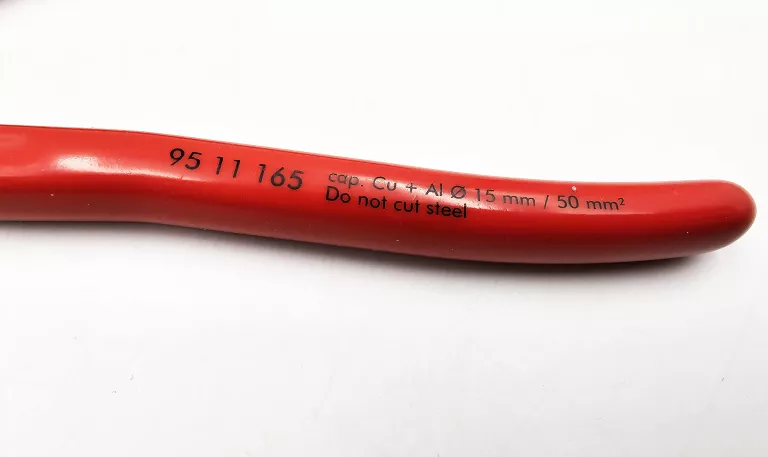 95 11 165 cap. Cu + Al Ø 15 mm / 50 mm²
Do not cut steel